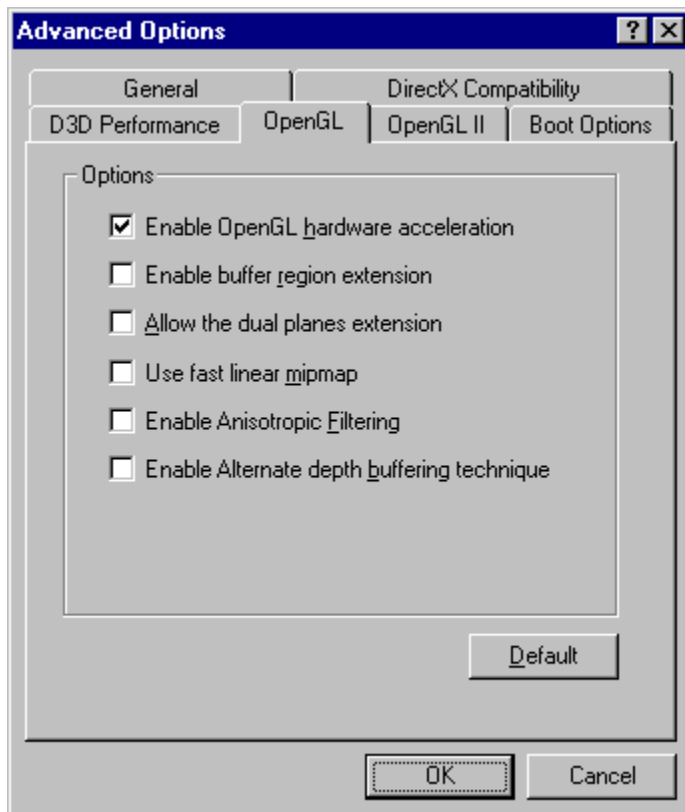 Advanced Options
General DirectX Compatibility
D3D Performance OpenGL OpenGL II Boot Options
Options
Enable OpenGL hardware acceleration
Enable buffer region extension
Allow the dual planes extension
Use fast linear mipmap
Enable Anisotropic Filtering
Enable Alternate depth buffering technique
Default
OK Cancel